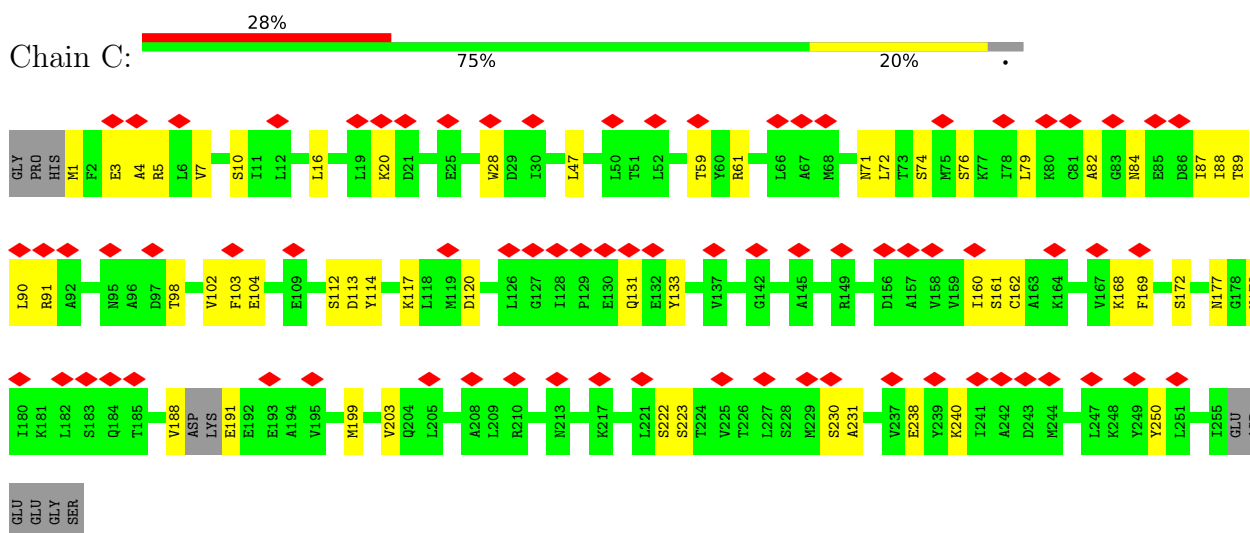 28%
Chain C:
75% 20% •
GLY PRO HIS M1 F2 E3 A4 R5 L6 V7 S10 I11 L12 L16 L19 K20 D21 E25 W28 D29 I30 L47 L50 T51 L52 T59 Y60 R61 L66 A67 M68 N71 L72 T73 S74 M75 S76 K77 I78 L79 K80 C81 A82 G83 N84 E85 D86 I87 I88 T89
L90 R91 A92 N95 A96 D97 T98 V102 F103 E104 E109 S112 D113 Y114 K117 L118 M119 D120 L126 G127 I128 P129 E130 Q131 E132 Y133 V137 G142 A145 R149 D156 A157 V158 V159 I160 S161 C162 A163 K164 V167 K168 F169 S172 N177 G178
I180 K181 L182 S183 Q184 T185 V188 ASP LYS E191 E192 E193 A194 V195 M199 V203 Q204 L205 A208 L209 R210 N213 K217 L221 S222 S223 T224 V225 T226 L227 S228 M229 S230 A231 V237 E238 Y239 K240 I241 A242 D243 M244 L247 K248 Y249 Y250 L251 I255 GLU
GLU GLU GLY SER